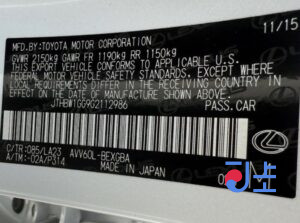 MFD.BY:TOYOTA MOTOR CORPORATION 11/15
GVWR 2150kg GAWR FR 1190kg RR 1150kg
THIS EXPORT VEHICLE CONFORMS TO APPLICABLE U.S.
FEDERAL MOTOR VEHICLE SAFETY STANDARDS EXCEPT
WHERE LOCALS DIFFER IN THE RECEIVING COUNTRY IN
EFFECT ON THE DATE OF MANUFACTURE SHOWN ABOVE.
JTHBW1GG9G2112986 PASS.CAR
C/TR:085/LA23 AVV60L-BEXGBA
A/TM:-02A/P314 MADE IN JAPAN